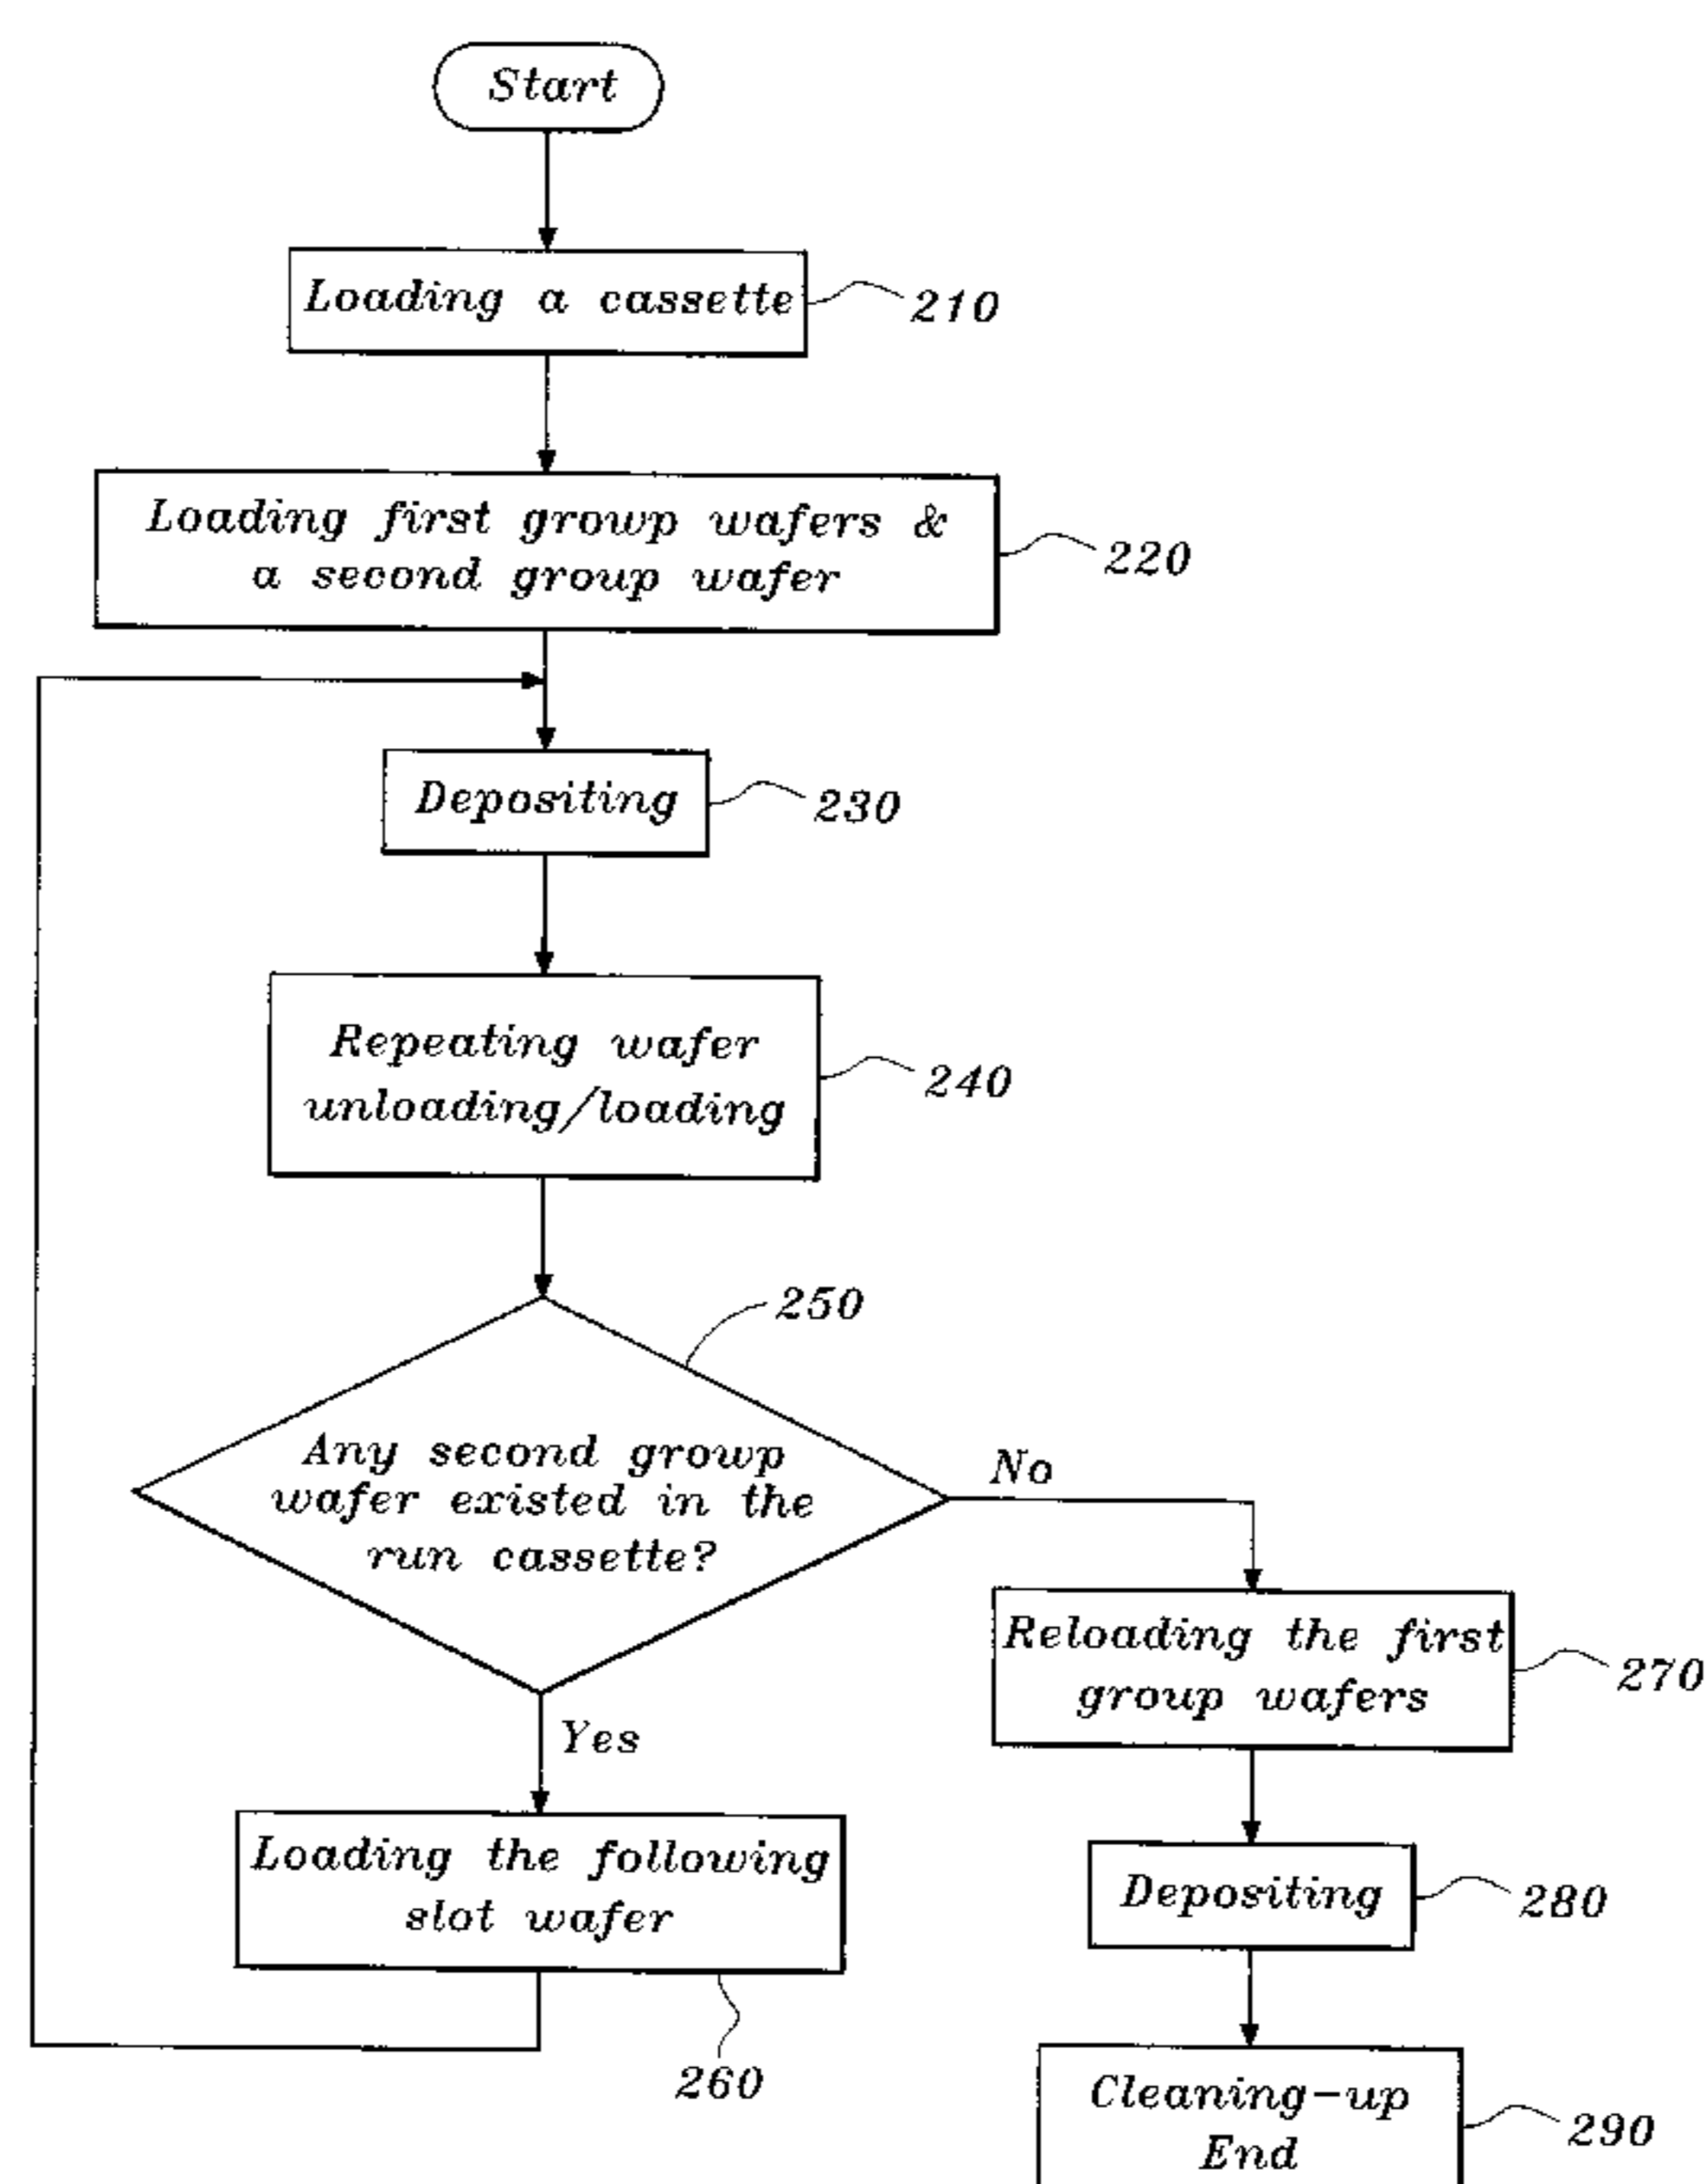 Start
Loading a cassette
210
Loading first growp wafers &
a second group wafer
220
Depositing
230
Repeating wafer
unloading/loading
240
250
Any second growp
wafer existed in the
run cassette?
No
Yes
Reloading the first
group wafers
270
Loading the following
slot wafer
260
Depositing
280
Cleaning-up
End
290